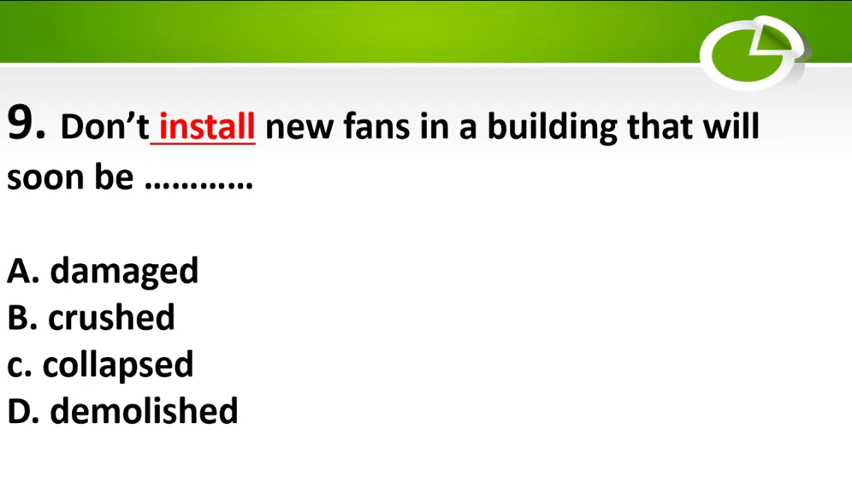 9. Don’t install new fans in a building that will
soon be ............
A. damaged
B. crushed
c. collapsed
D. demolished